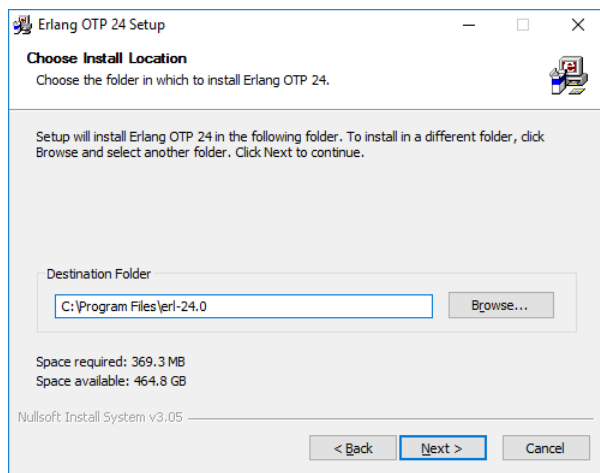 Erlang OTP 24 Setup
Choose Install Location
Choose the folder in which to install Erlang OTP 24.
Setup will install Erlang OTP 24 in the following folder. To install in a different folder, click
Browse and select another folder. Click Next to continue.
Destination Folder
C:\Program Files\erl-24.0
Browse...
Space required: 369.3 MB
Space available: 464.8 GB
Nullsoft Install System v3.05
< Back
Next >
Cancel